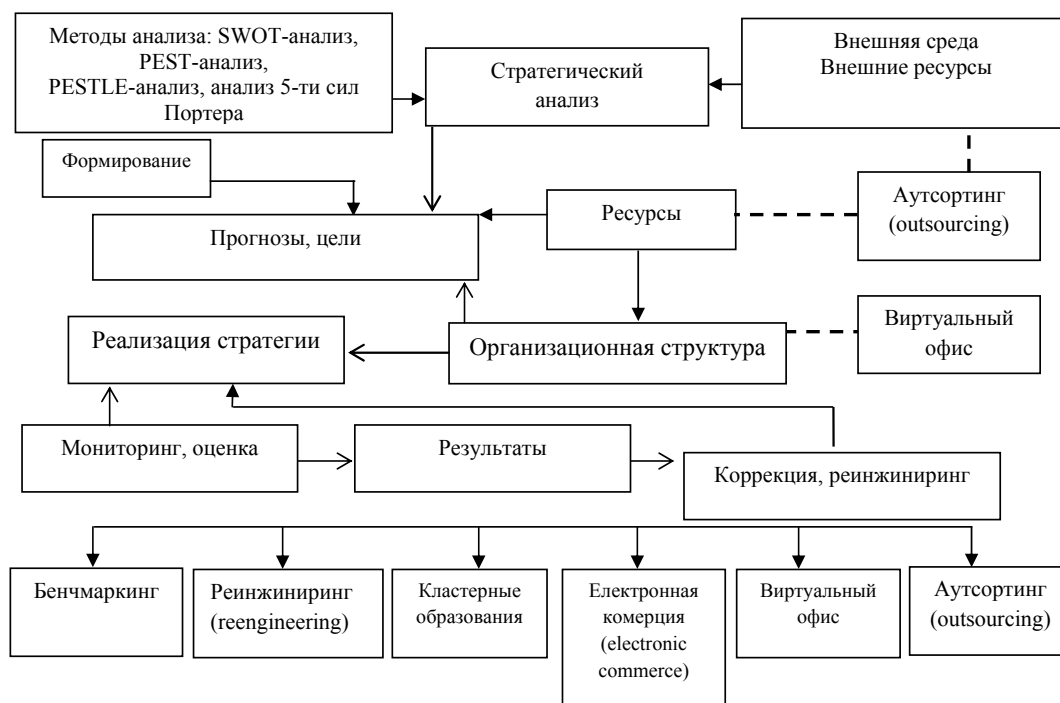 Методы анализа: SWOT-анализ,
PEST-анализ,
PESTLE-анализ, анализ 5-ти сил
Портера
Стратегический
анализ
Внешняя среда
Внешние ресурсы
Формирование
Прогнозы, цели
Ресурсы
Аутсортинг
(outsourcing)
Реализация стратегии
Организационная структура
Виртуальный
офис
Мониторинг, оценка
Результаты
Коррекция, реинжиниринг
Бенчмаркинг
Реинжиниринг
(reengineering)
Кластерные
образования
Електронная
комерция
(electronic
commerce)
Виртуальный
офис
Аутсортинг
(outsourcing)